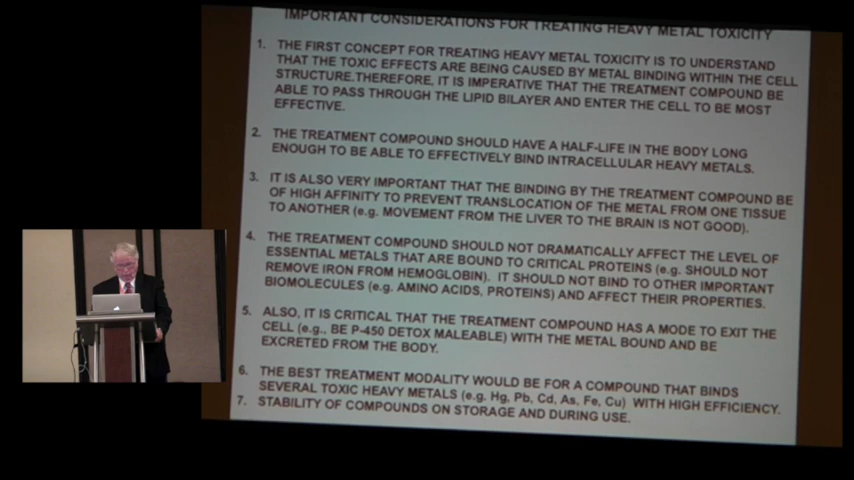 IMPORTANT CONSIDERATIONS FOR TREATING HEAVY METAL TOXICITY
1. THE FIRST CONCEPT FOR TREATING HEAVY METAL TOXICITY IS TO UNDERSTAND
THAT THE TOXIC EFFECTS ARE BEING CAUSED BY METAL BINDING WITHIN THE CELL
STRUCTURE.THEREFORE, IT IS IMPERATIVE THAT THE TREATMENT COMPOUND BE
ABLE TO PASS THROUGH THE LIPID BILAYER AND ENTER THE CELL TO BE MOST
EFFECTIVE.
2. THE TREATMENT COMPOUND SHOULD HAVE A HALF-LIFE IN THE BODY LONG
ENOUGH TO BE ABLE TO EFFECTIVELY BIND INTRACELLULAR HEAVY METALS.
3. IT IS ALSO VERY IMPORTANT THAT THE BINDING BY THE TREATMENT COMPOUND BE
OF HIGH AFFINITY TO PREVENT TRANSLOCATION OF THE METAL FROM ONE TISSUE
TO ANOTHER (e.g. MOVEMENT FROM THE LIVER TO THE BRAIN IS NOT GOOD).
4. THE TREATMENT COMPOUND SHOULD NOT DRAMATICALLY AFFECT THE LEVEL OF
ESSENTIAL METALS THAT ARE BOUND TO CRITICAL PROTEINS (e.g. SHOULD NOT
REMOVE IRON FROM HEMOGLOBIN). IT SHOULD NOT BIND TO OTHER IMPORTANT
BIOMOLECULES (e.g. AMINO ACIDS, PROTEINS) AND AFFECT THEIR PROPERTIES.
5. ALSO, IT IS CRITICAL THAT THE TREATMENT COMPOUND HAS A MODE TO EXIT THE
CELL (e.g., BE P-450 DETOX MALEABLE) WITH THE METAL BOUND AND BE
EXCRETED FROM THE BODY.
6. THE BEST TREATMENT MODALITY WOULD BE FOR A COMPOUND THAT BINDS
SEVERAL TOXIC HEAVY METALS (e.g. Hg, Pb, Cd, As, Fe, Cu) WITH HIGH EFFICIENCY.
7. STABILITY OF COMPOUNDS ON STORAGE AND DURING USE.